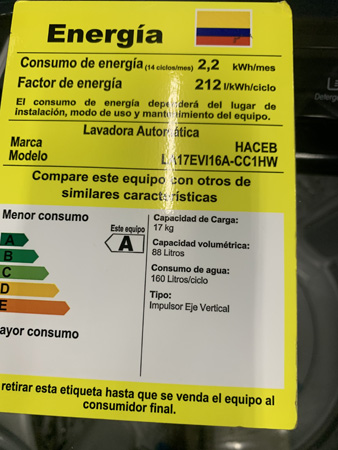 Energía
Consumo de energía (14 ciclos/mes) 2,2 kWh/mes
Factor de energía 212 l/kWh/ciclo
El consumo de energía dependerá del lugar de
instalación, modo de uso y mantenimiento del equipo.
Lavadora Automática
Marca HACEB
Modelo LA17EVI16A-CC1HW
Compare este equipo con otros de
similares características
Menor consumo
A
B
C
D
E
ayor consumo
Este equipo
A
Capacidad de Carga:
17 kg
Capacidad volumétrica:
88 Litros
Consumo de agua:
160 Litros/ciclo
Tipo:
Impulsor Eje Vertical
retirar esta etiqueta hasta que se venda el equipo al
consumidor final.